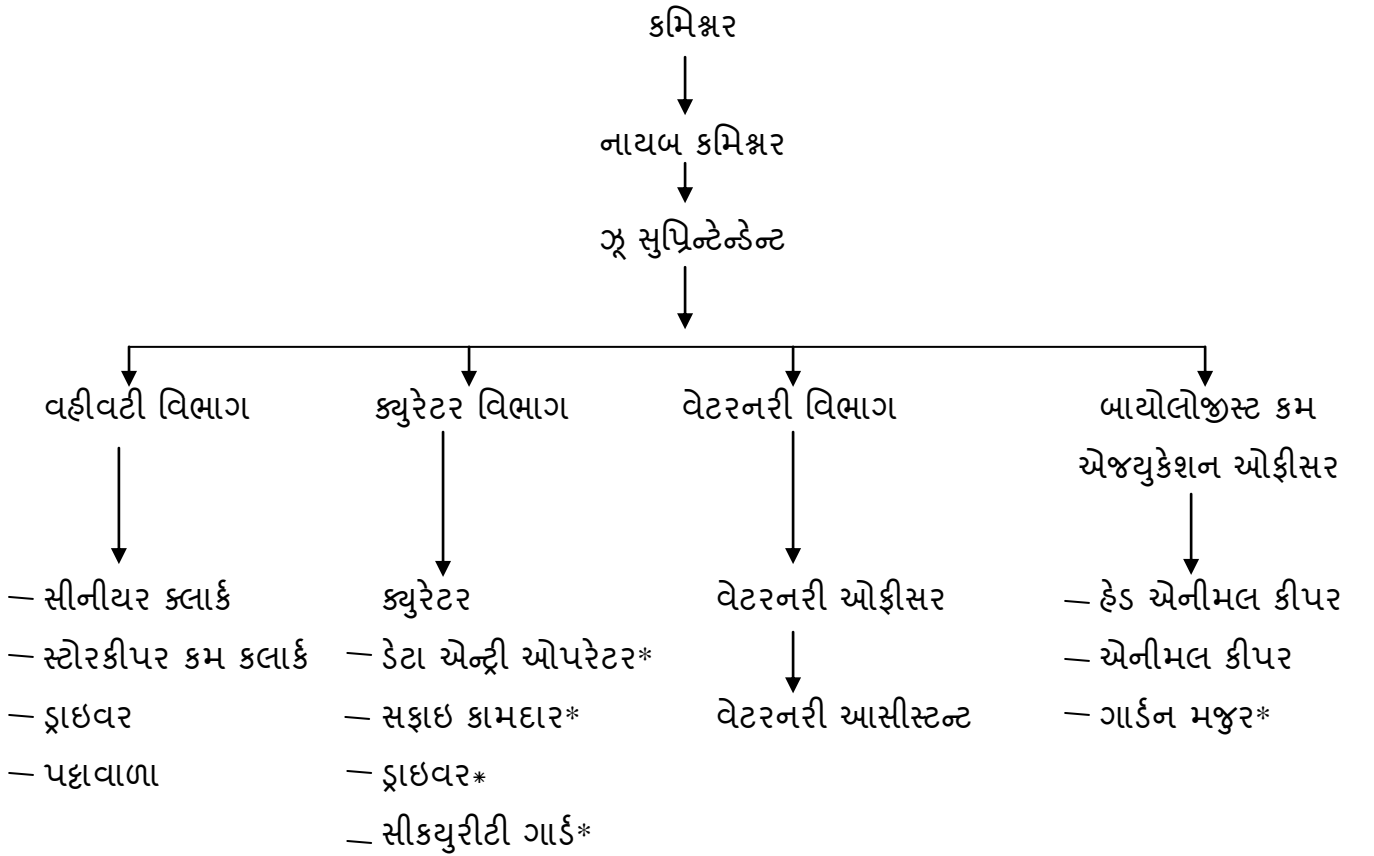 કમિશ્નર
નાયબ કમિશ્નર
ઝૂ સુપ્રિન્ટેન્ડેન્ટ
વહીવટી વિભાગ
ક્યુરેટર વિભાગ
વેટરનરી વિભાગ
બાયોલોજીસ્ટ કમ
એજયુકેશન ઓફીસર
સીનીયર ક્લાર્ક
સ્ટોરકીપર કમ કલાર્ક
ડ્રાઇવર
પટ્ટાવાળા
ક્યુરેટર
ડેટા એન્ટ્રી ઓપરેટર*
સફાઇ કામદાર*
ડ્રાઇવર*
સીકયુરીટી ગાર્ડ*
વેટરનરી ઓફીસર
વેટરનરી આસીસ્ટન્ટ
હેડ એનીમલ કીપર
એનીમલ કીપર
ગાર્ડન મજુર*